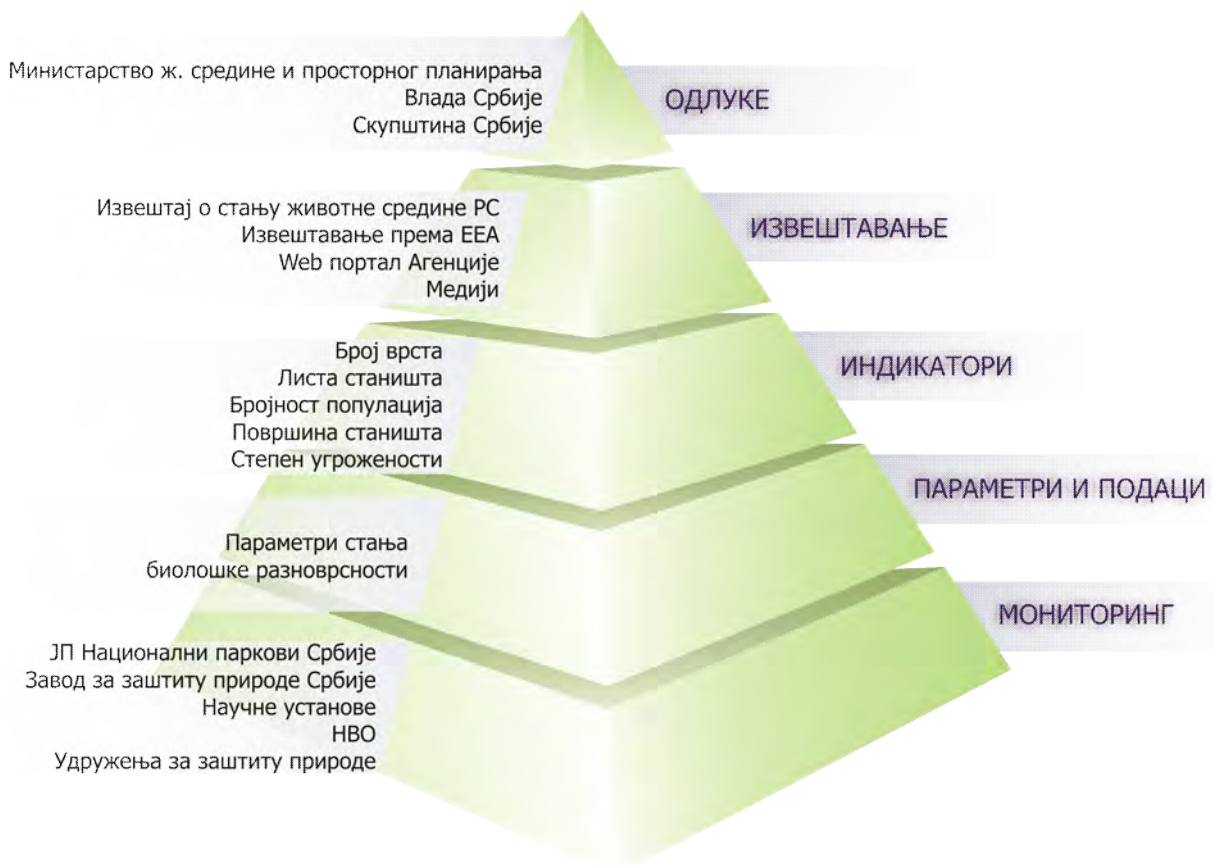 Министарство ж. средине и просторног планирања
Влада Србије
Скупштина Србије
ОДЛУКЕ
Извештај о стању животне средине РС
Извештавање према ЕЕА
Web портал Агенције
Медији
ИЗВЕШТАВАЊЕ
Број врста
Листа станишта
Бројност популација
Површина станишта
Степен угрожености
ИНДИКАТОРИ
Параметри стања
биолошке разноврсности
ПАРАМЕТРИ И ПОДАЦИ
ЈП Национални паркови Србије
Завод за заштиту природе Србије
Научне установе
НВО
Удружења за заштиту природе
МОНИТОРИНГ